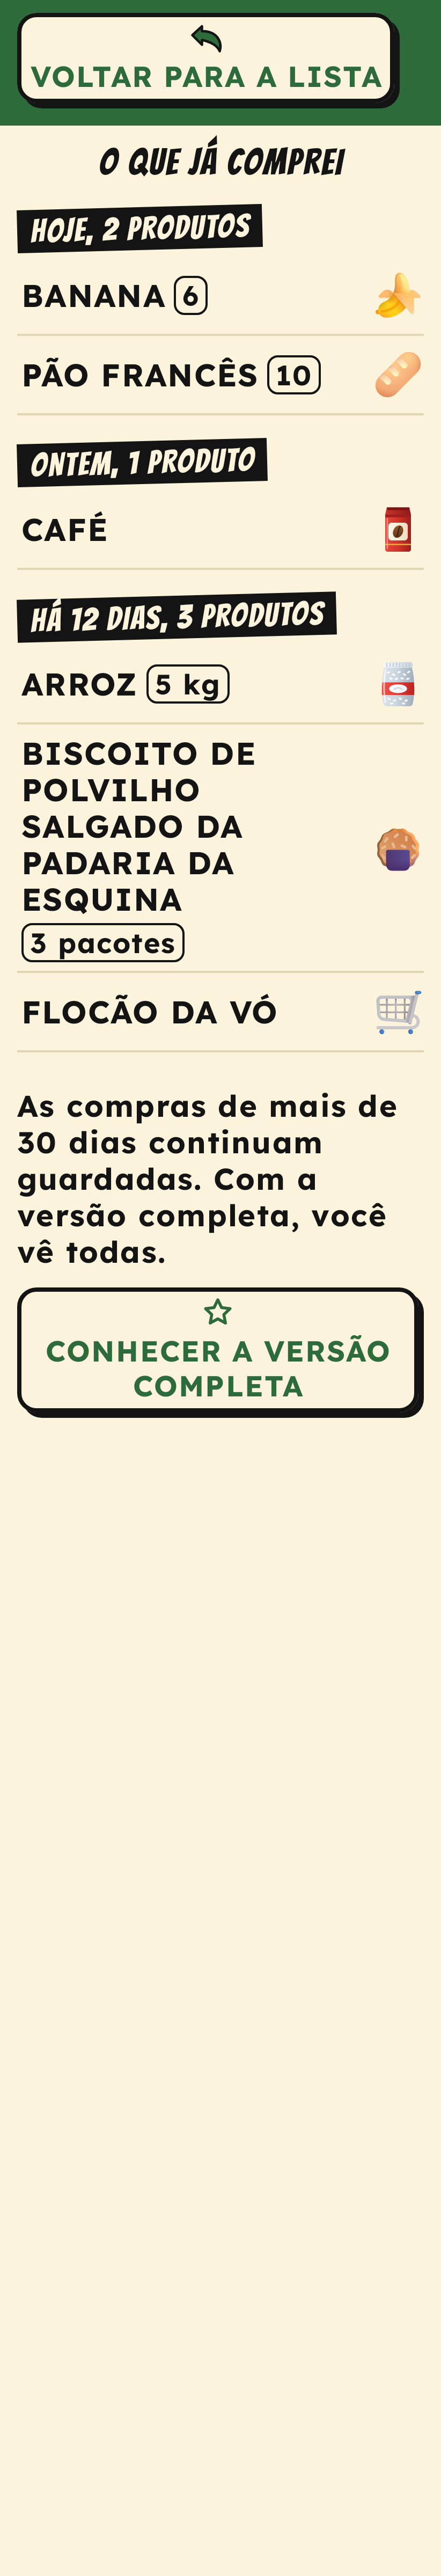 VOLTAR PARA A LISTA
O QUE JÁ COMPREI
HOJE, 2 PRODUTOS
BANANA 6
PÃO FRANCÊS 10
ONTEM, 1 PRODUTO
CAFÉ
HÁ 12 DIAS, 3 PRODUTOS
ARROZ 5 kg
BISCOITO DE
POLVILHO
SALGADO DA
PADARIA DA
ESQUINA
3 pacotes
FLOCÃO DA VÓ
As compras de mais de
30 dias continuam
guardadas. Com a
versão completa, você
vê todas.
CONHECER A VERSÃO
COMPLETA